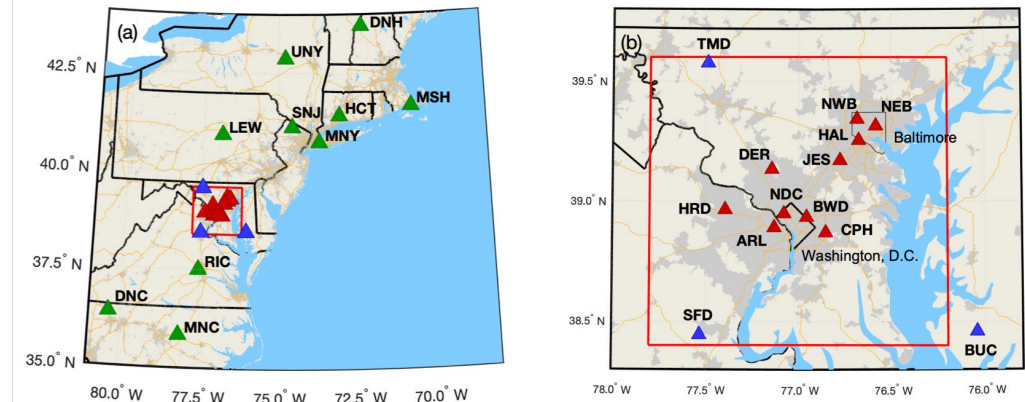 (a)
DNH
UNY
42.5° N
MSH
HCT
SNJ
LEW
MNY
40.0° N
RIC
37.5° N
DNC
MNC
35.0° N
80.0° W
77.5° W
75.0° W
72.5° W
70.0° W
(b)
TMD
39.5° N
NWB
NEB
HAL
Baltimore
DER
JES
39.0° N
HRD
NDC
BWD
ARL
CPH
Washington, D.C.
SFD
38.5° N
BUC
78.0° W
77.5° W
77.0° W
76.5° W
76.0° W